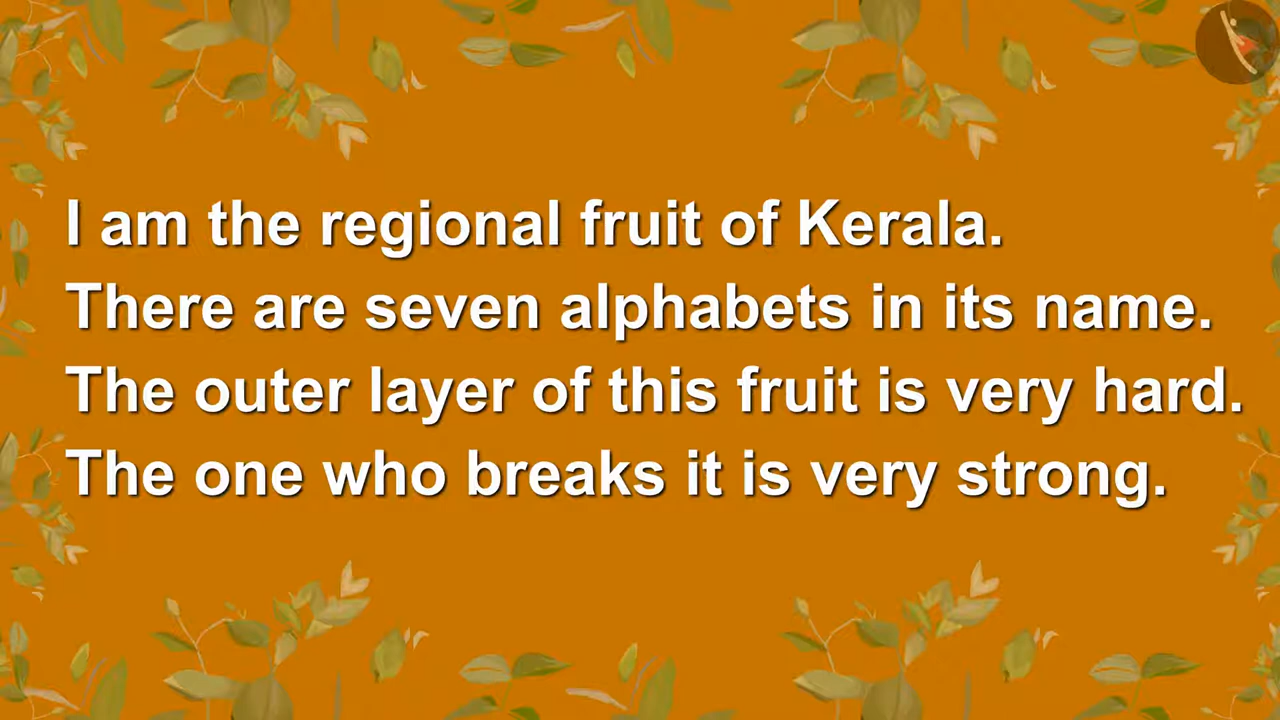 I am the regional fruit of Kerala.
There are seven alphabets in its name.
The outer layer of this fruit is very hard.
The one who breaks it is very strong.